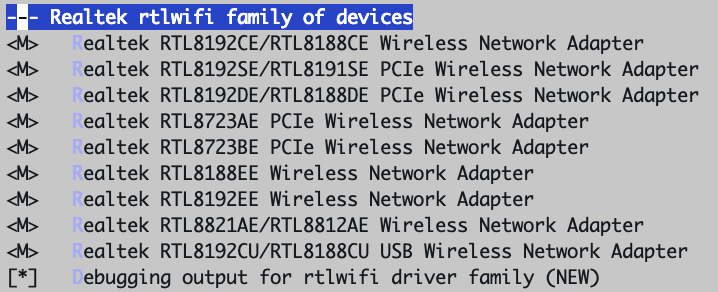 --- Realtek rtlwifi family of devices
<M>   Realtek RTL8192CE/RTL8188CE Wireless Network Adapter
<M>   Realtek RTL8192SE/RTL8191SE PCIe Wireless Network Adapter
<M>   Realtek RTL8192DE/RTL8188DE PCIe Wireless Network Adapter
<M>   Realtek RTL8723AE PCIe Wireless Network Adapter
<M>   Realtek RTL8723BE PCIe Wireless Network Adapter
<M>   Realtek RTL8188EE Wireless Network Adapter
<M>   Realtek RTL8192EE Wireless Network Adapter
<M>   Realtek RTL8821AE/RTL8812AE Wireless Network Adapter
<M>   Realtek RTL8192CU/RTL8188CU USB Wireless Network Adapter
[*]   Debugging output for rtlwifi driver family (NEW)